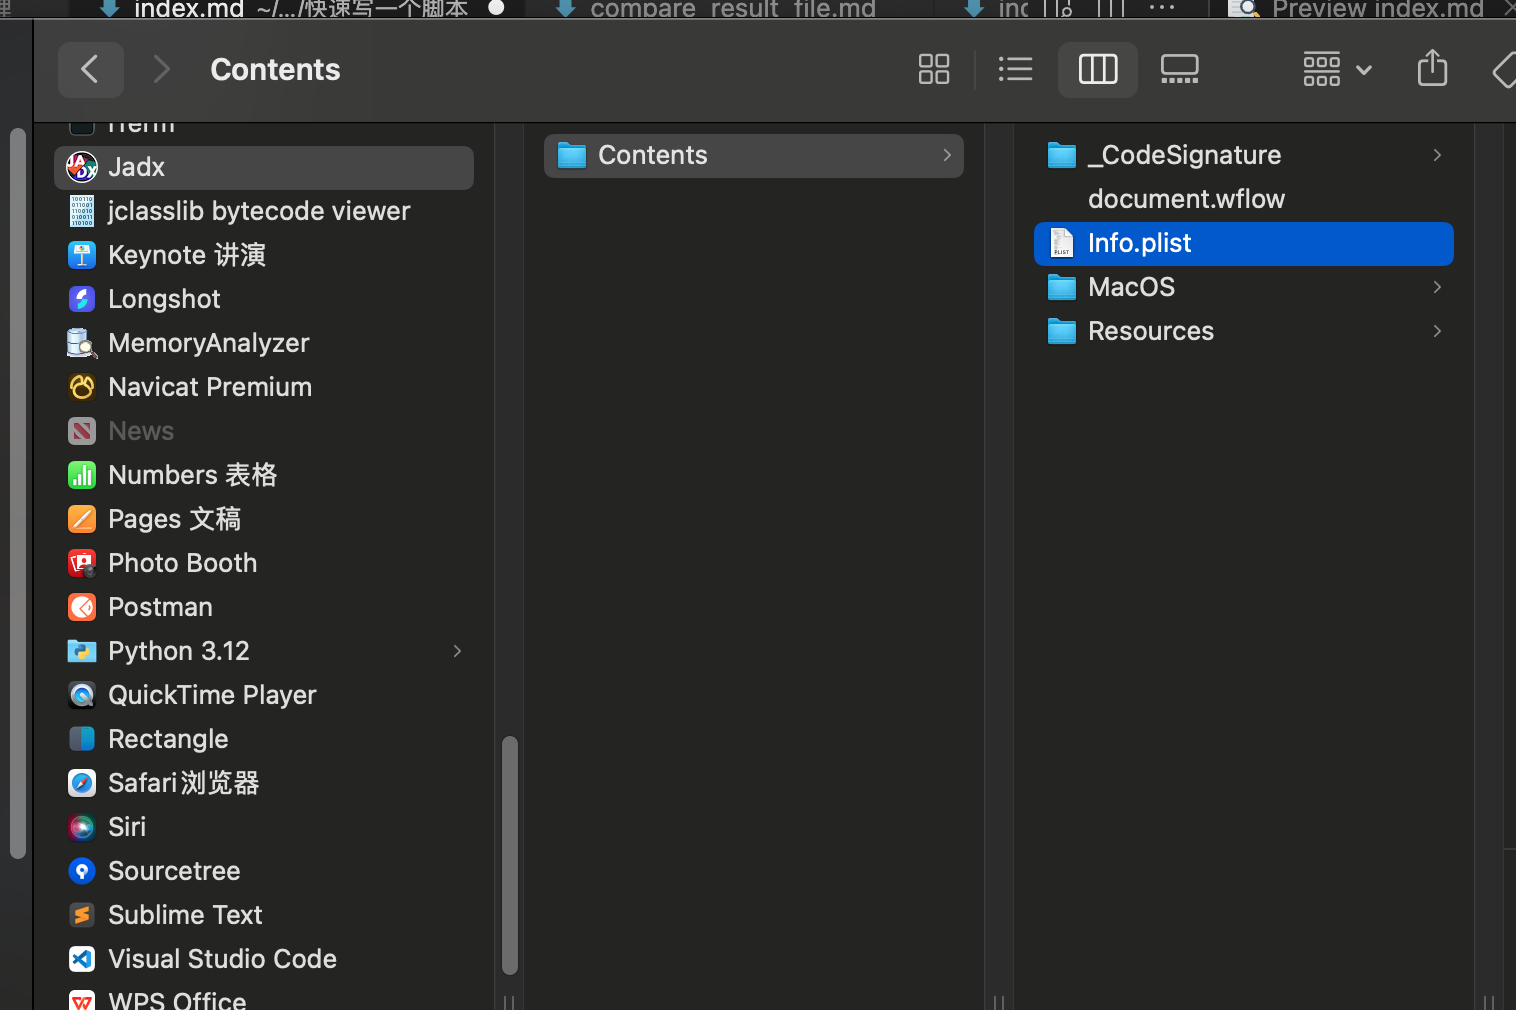 index.md ~/.../快速写一个脚本
compare_result_file.md
Preview index.md
Contents
iTerm
Jadx
jclasslib bytecode viewer
Keynote 讲演
Longshot
MemoryAnalyzer
Navicat Premium
News
Numbers 表格
Pages 文稿
Photo Booth
Postman
Python 3.12
QuickTime Player
Rectangle
Safari浏览器
Siri
Sourcetree
Sublime Text
Visual Studio Code
WPS Office
Contents
_CodeSignature
document.wflow
Info.plist
MacOS
Resources